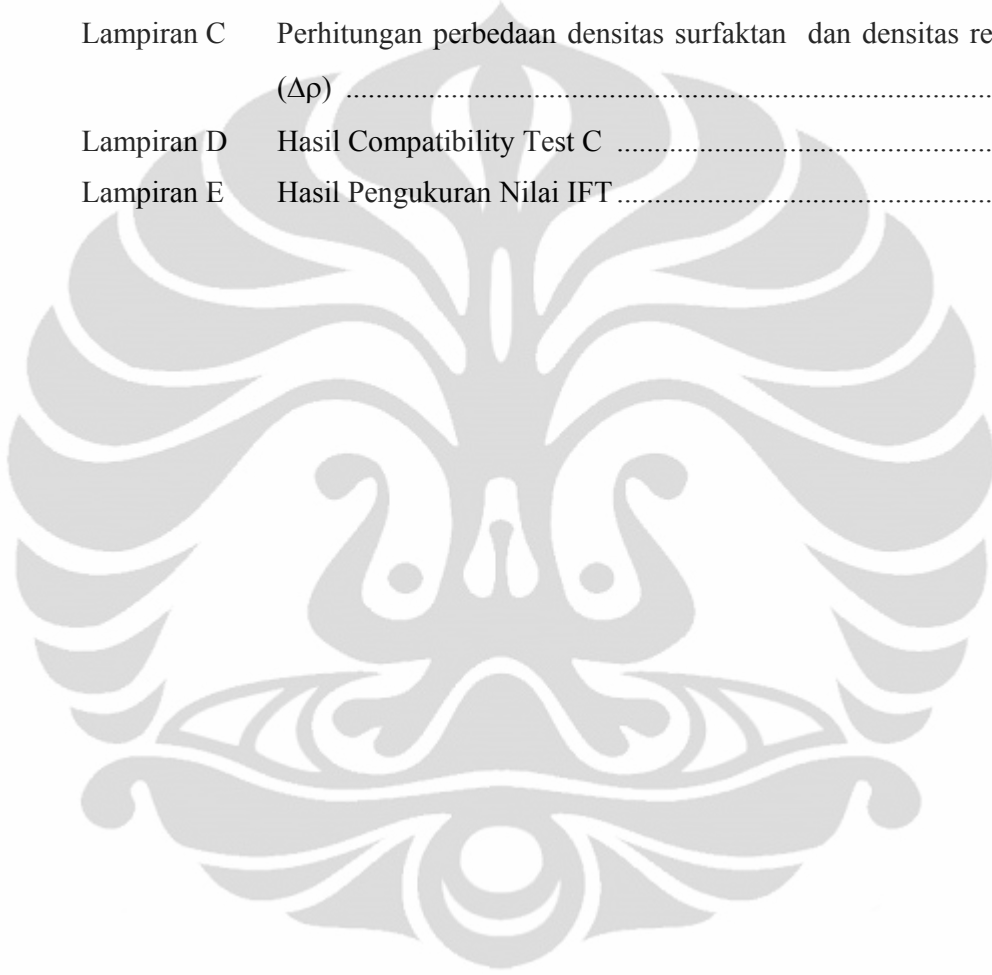 Lampiran C Perhitungan perbedaan densitas surfaktan dan densitas re
(Δρ) ..........................................................................................
Lampiran D Hasil Compatibility Test C ...................................................
Lampiran E Hasil Pengukuran Nilai IFT ...................................................